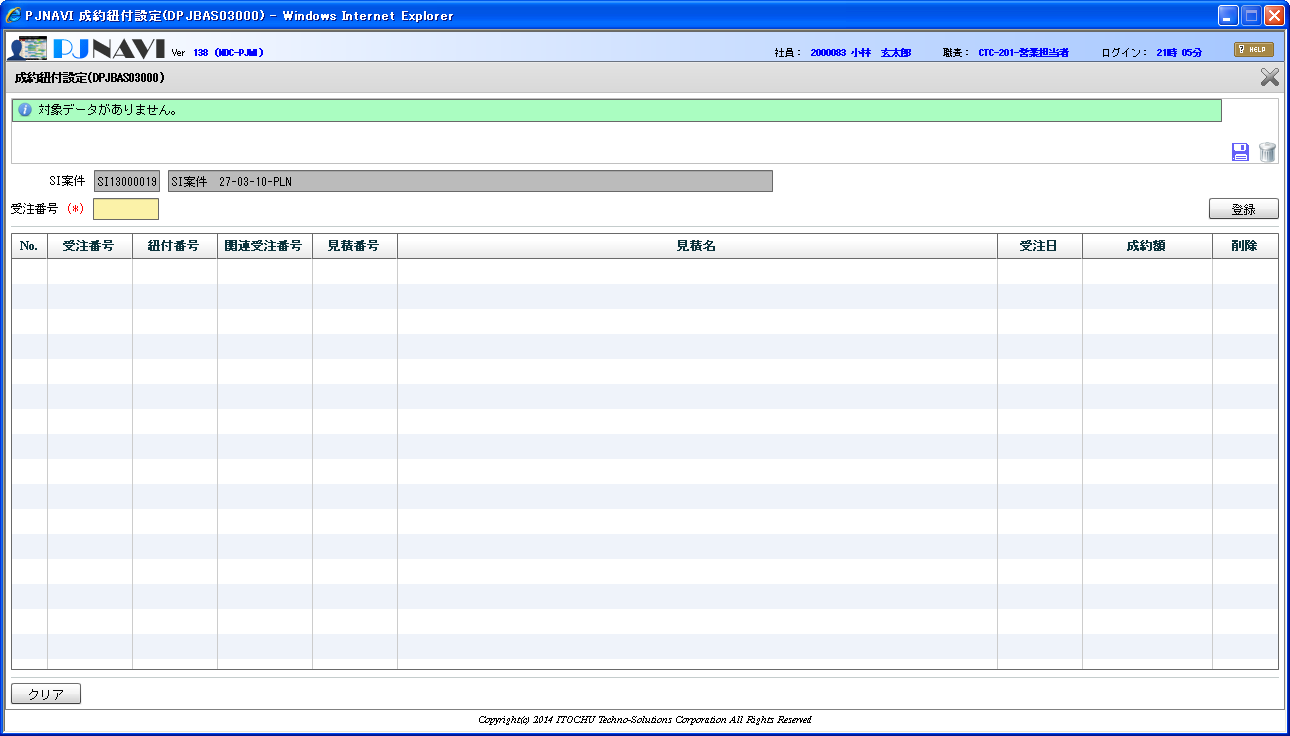 PJNAVI 成約紐付設定(DPJBAS03000) - Windows Internet Explorer
PJNAVI Ver 138 (NDC-PJMI) 社員： 2000083 小林 玄太郎 職責： CTC-201-営業担当者 ログイン： 21時 05分 HELP
成約紐付設定(DPJBAS03000)
対象データがありません。
SI案件 SI13000019 SI案件 27-03-10-PLN
受注番号 (*) 登録
No. 受注番号 紐付番号 関連受注番号 見積番号 見積名 受注日 成約額 削除
クリア
Copyright(c) 2014 ITOCHU Techno-Solutions Corporation All Rights Reserved